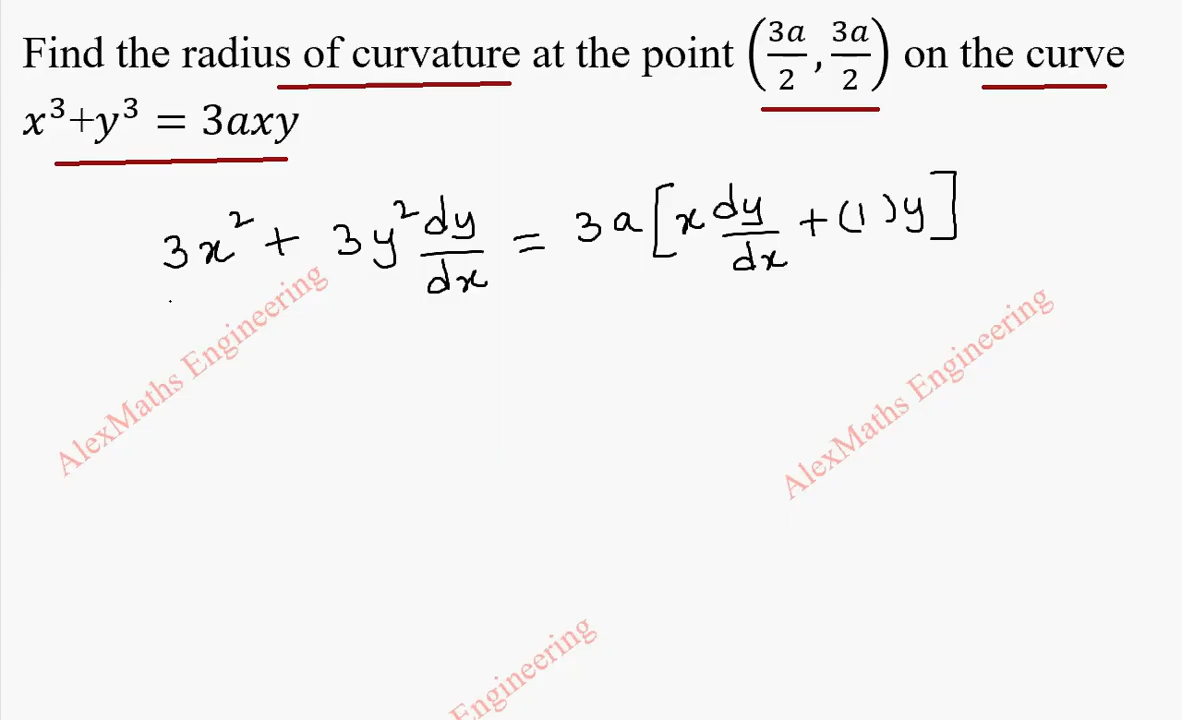 Find the radius of curvature at the point (3a/2, 3a/2) on the curve
x³+y³ = 3axy
3x² + 3y² dy/dx = 3a[x dy/dx + (1)y]
AlexMaths Engineering
AlexMaths Engineering
Engineering